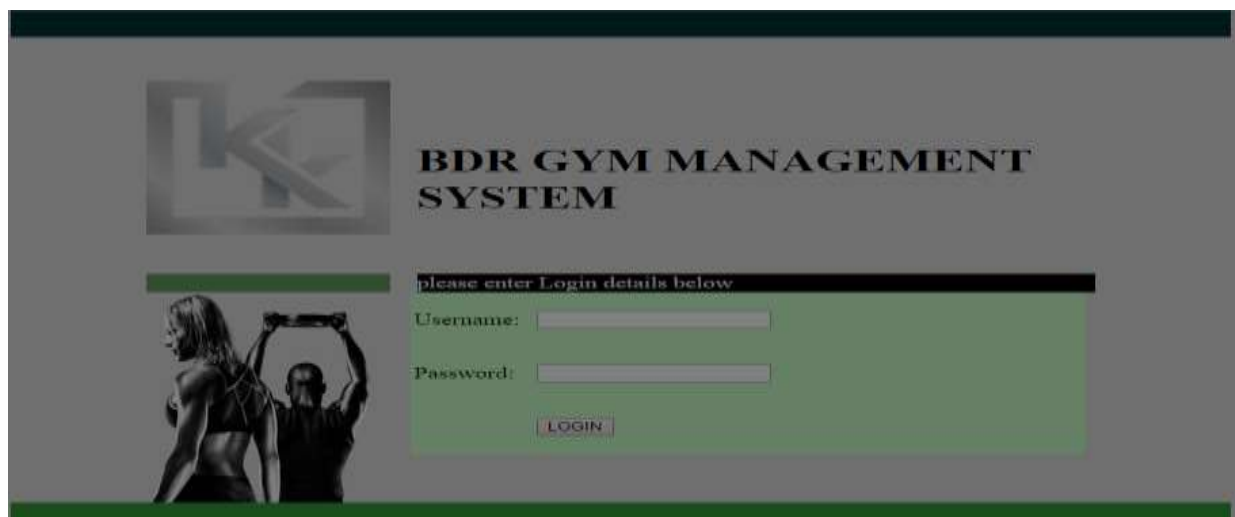 BDR GYM MANAGEMENT
SYSTEM
please enter Login details below
Username:
Password:
LOGIN